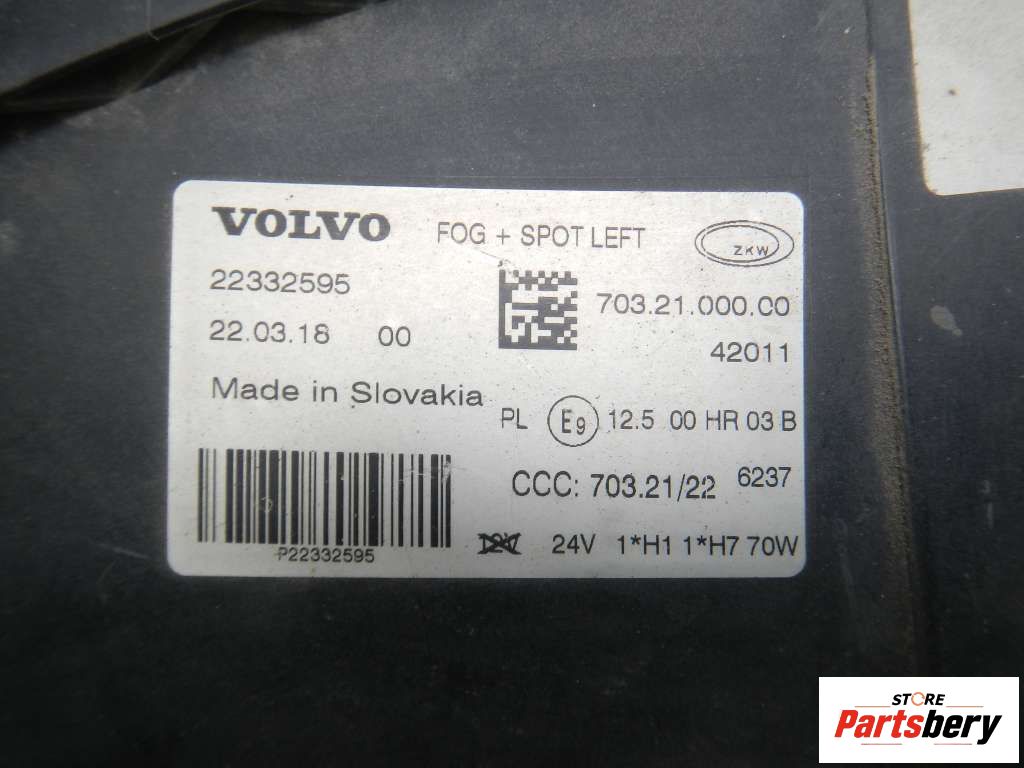 VOLVO FOG + SPOT LEFT ZKW
22332595 703.21.000.00
22.03.18 00 42011
Made in Slovakia
PL E9 12.5 00 HR 03 B
CCC: 703.21/22 6237
12V 24V 1*H1 1*H7 70W
P22332595
STORE
Partsbery